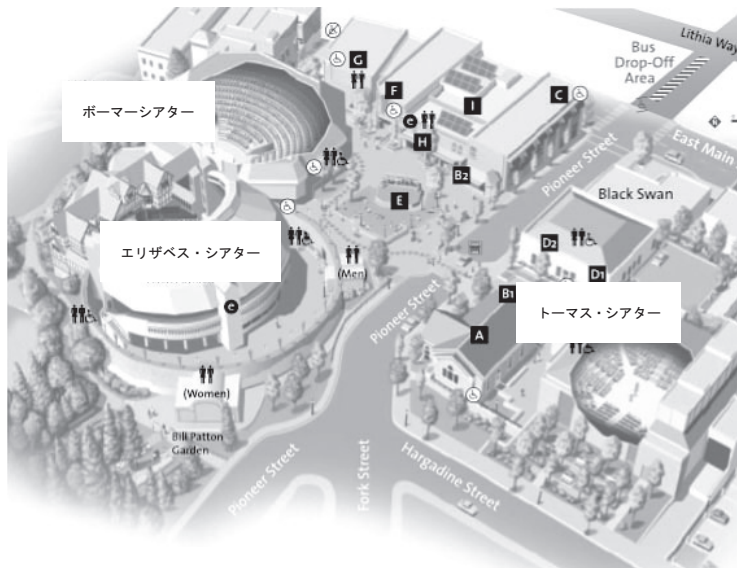 Lithia Way
Bus
Drop-Off
Area
G
ボーマーシアター
F
I
C
e
H
East Main
B2
Pioneer Street
E
Black Swan
エリザベス・シアター
D2
(Men)
D1
B1
トーマス・シアター
e
Pioneer Street
A
(Women)
Bill Patton
Garden
Pioneer Street
Fork Street
Hargadine Street